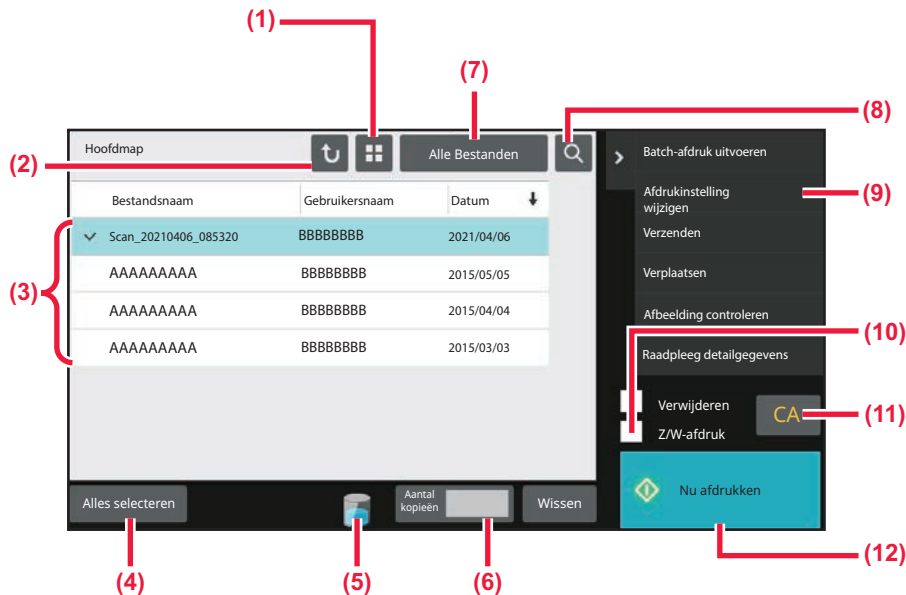 (1)
(7)
(8)
Hoofdmap
Alle Bestanden
Batch-afdruk uitvoeren
(2)
Afdrukinstelling
wijzigen
(9)
Bestandsnaam Gebruikersnaam Datum
Scan_20210406_085320 BBBBBBBB 2021/04/06
Verzenden
(3)
AAAAAAAAA BBBBBBBB 2015/05/05
Verplaatsen
AAAAAAAAA BBBBBBBB 2015/04/04
Afbeelding controleren
(10)
AAAAAAAAA BBBBBBBB 2015/03/03
Raadpleeg detailgegevens
Verwijderen
CA
(11)
Z/W-afdruk
Alles selecteren
Aantal
kopieën
Wissen
Nu afdrukken
(12)
(4)
(5)
(6)